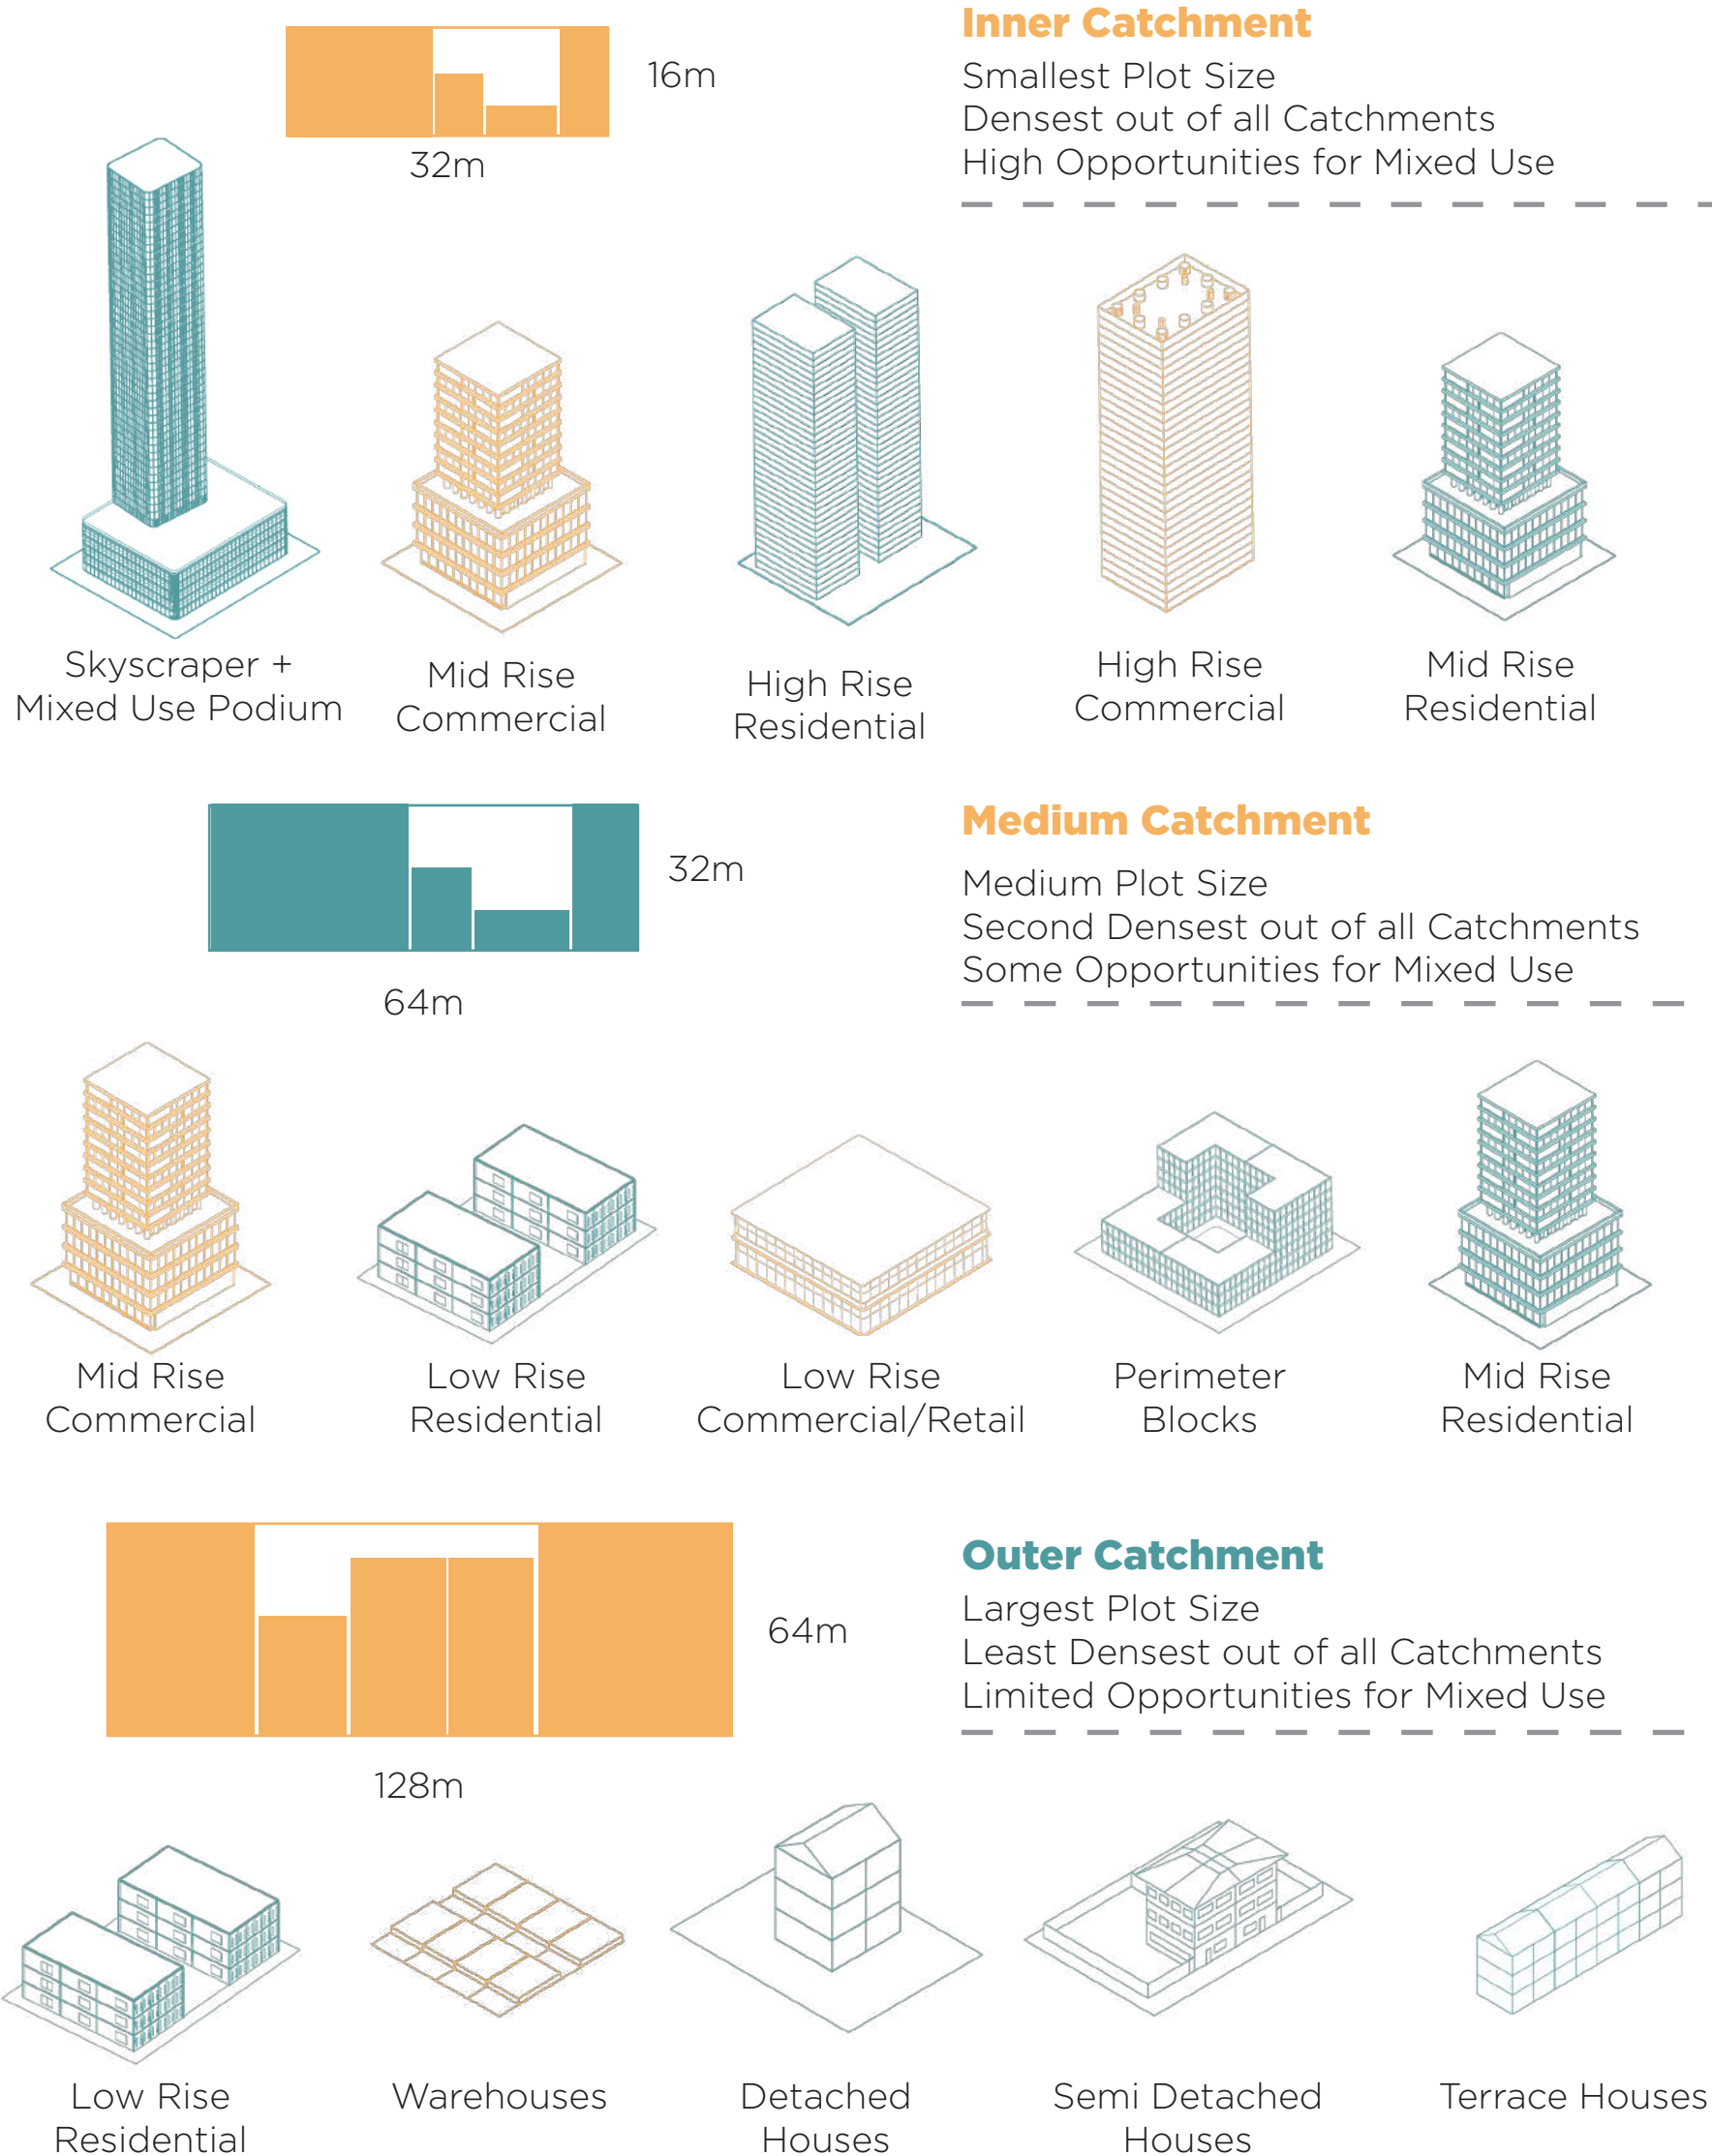 Inner Catchment
16m
Smallest Plot Size
Densest out of all Catchments
32m
High Opportunities for Mixed Use
Skyscraper +
Mixed Use Podium
Mid Rise
Commercial
High Rise
Residential
High Rise
Commercial
Mid Rise
Residential
Medium Catchment
32m
Medium Plot Size
Second Densest out of all Catchments
Some Opportunities for Mixed Use
64m
Mid Rise
Commercial
Low Rise
Residential
Low Rise
Commercial/Retail
Perimeter
Blocks
Mid Rise
Residential
Outer Catchment
64m
Largest Plot Size
Least Densest out of all Catchments
Limited Opportunities for Mixed Use
128m
Low Rise
Residential
Warehouses
Detached
Houses
Semi Detached
Houses
Terrace Houses